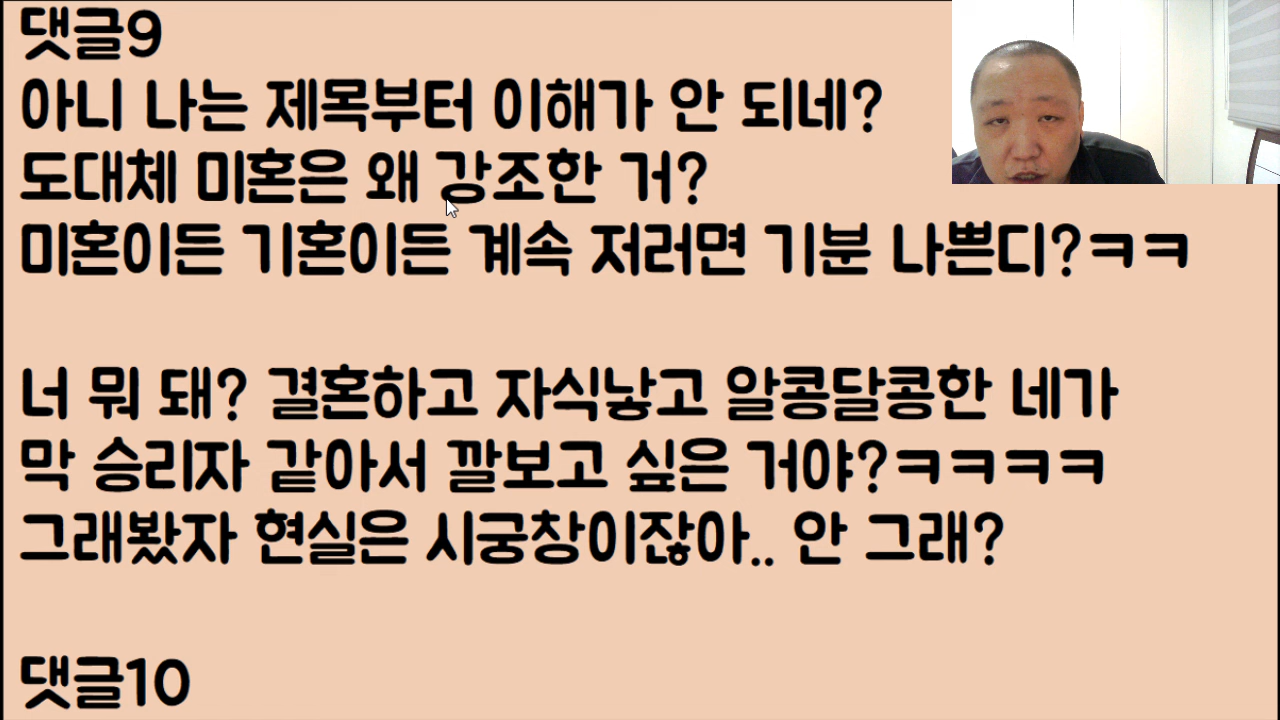 댓글9
아니 나는 제목부터 이해가 안 되네?
도대체 미혼은 왜 강조한 거?
미혼이든 기혼이든 계속 저러면 기분 나쁜디?ㅋㅋ
너 뭐 돼? 결혼하고 자식낳고 알콩달콩한 네가
막 승리자 같아서 깔보고 싶은 거야?ㅋㅋㅋㅋ
그래봤자 현실은 시궁창이잖아.. 안 그래?
댓글10